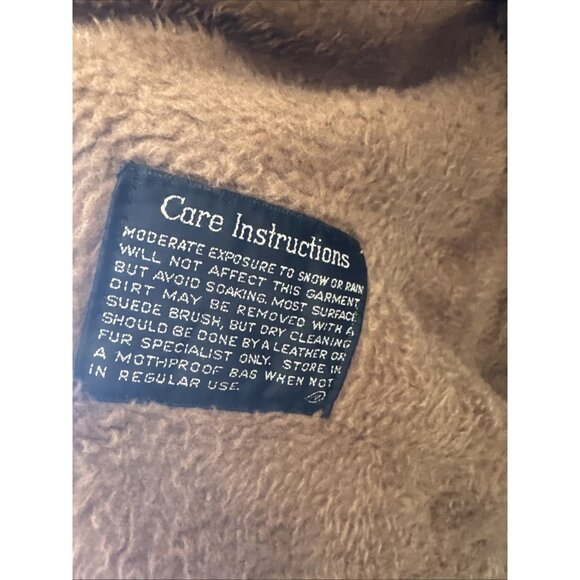 Care Instructions
MODERATE EXPOSURE TO SNOW OR RAIN
WILL NOT AFFECT THIS GARMENT,
BUT AVOID SOAKING. MOST SURFACE
DIRT MAY BE REMOVED WITH A
SUEDE BRUSH, BUT DRY CLEANING
SHOULD BE DONE BY A LEATHER OR
FUR SPECIALIST ONLY. STORE IN
A MOTHPROOF BAG WHEN NOT
IN REGULAR USE.